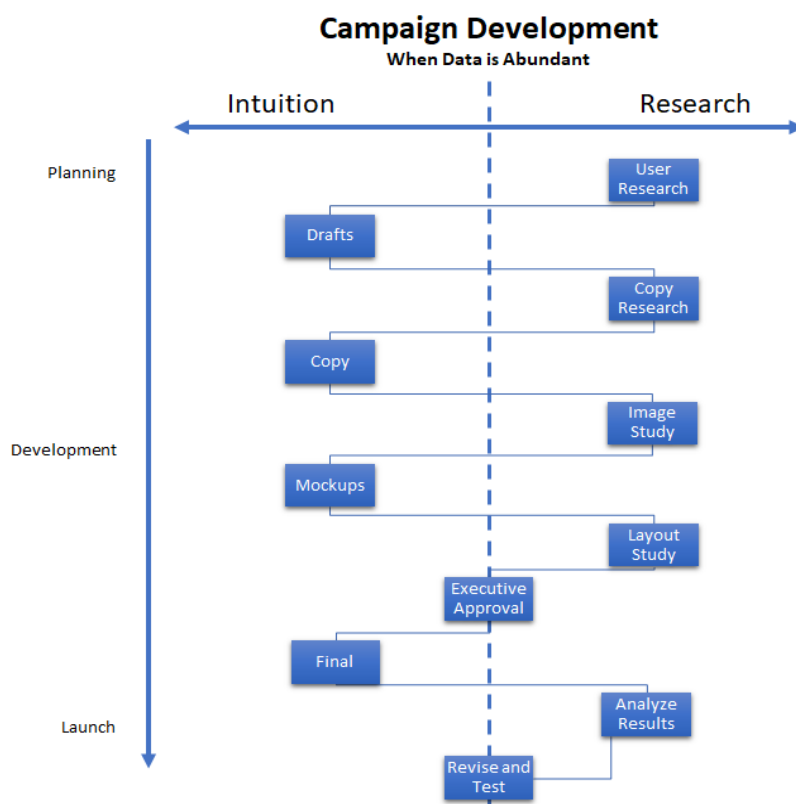 Campaign Development
When Data is Abundant
Intuition
Research
Planning
User
Research
Drafts
Copy
Research
Copy
Image
Study
Development
Mockups
Layout
Study
Executive
Approval
Final
Analyze
Results
Launch
Revise and
Test